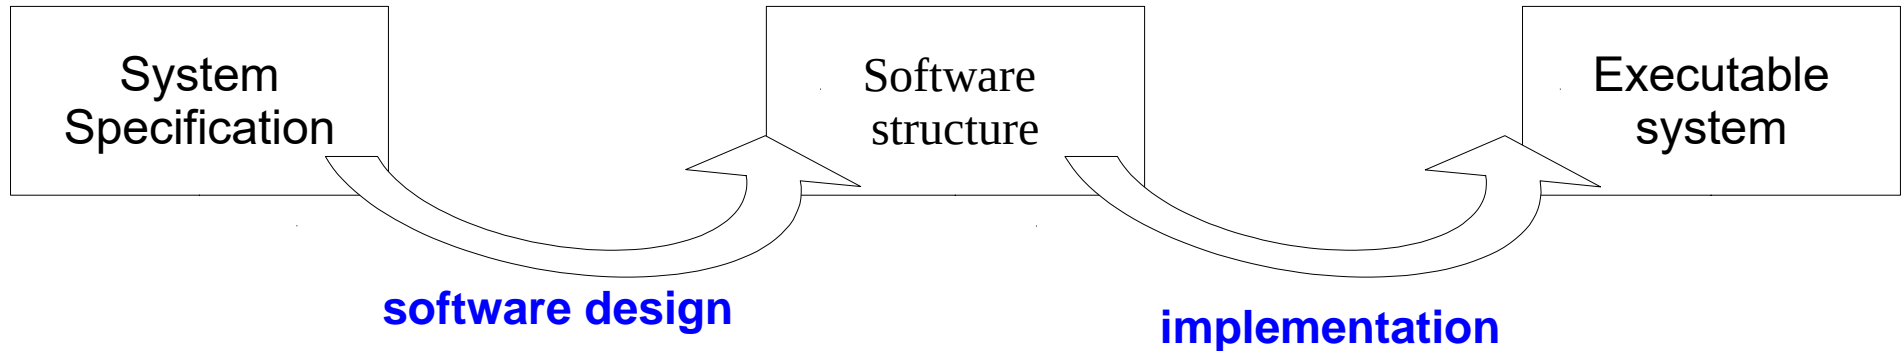 System
Specification
Software
structure
Executable
system
software design
implementation